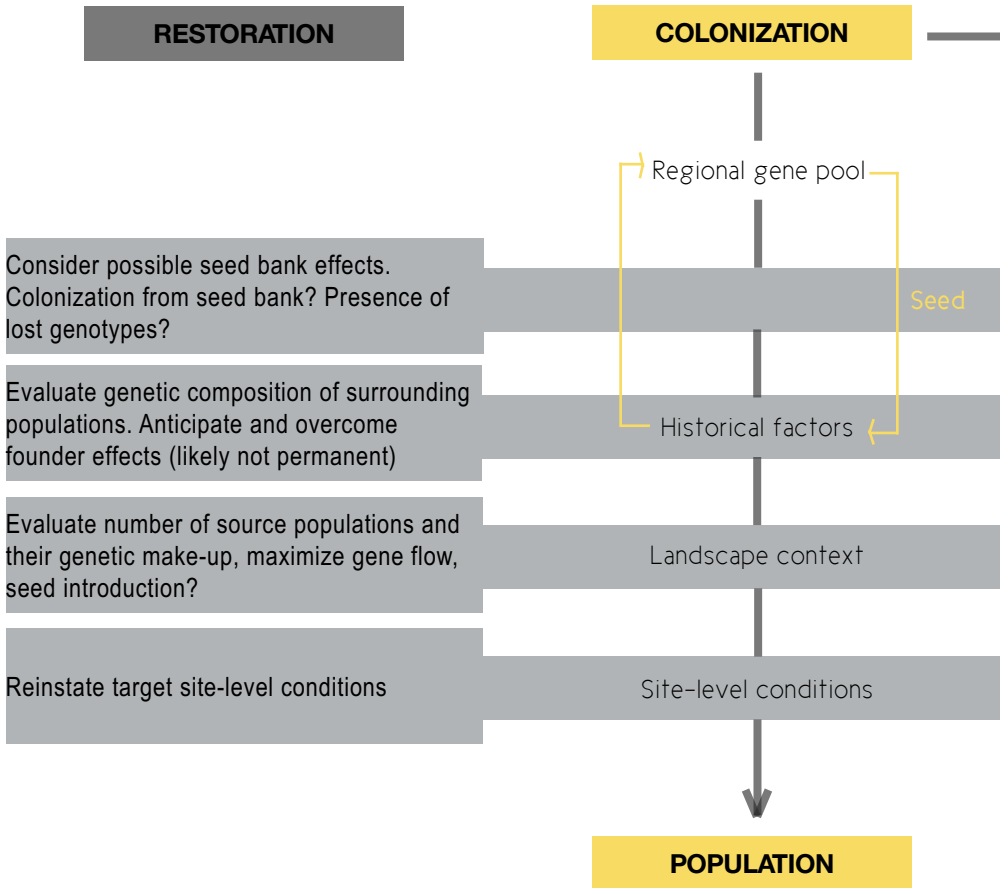 RESTORATION
COLONIZATION
Regional gene pool
Consider possible seed bank effects.
Colonization from seed bank? Presence of
lost genotypes?
Seed
Evaluate genetic composition of surrounding
populations. Anticipate and overcome
founder effects (likely not permanent)
Historical factors
Evaluate number of source populations and
their genetic make-up, maximize gene flow,
seed introduction?
Landscape context
Reinstate target site-level conditions
Site-level conditions
POPULATION